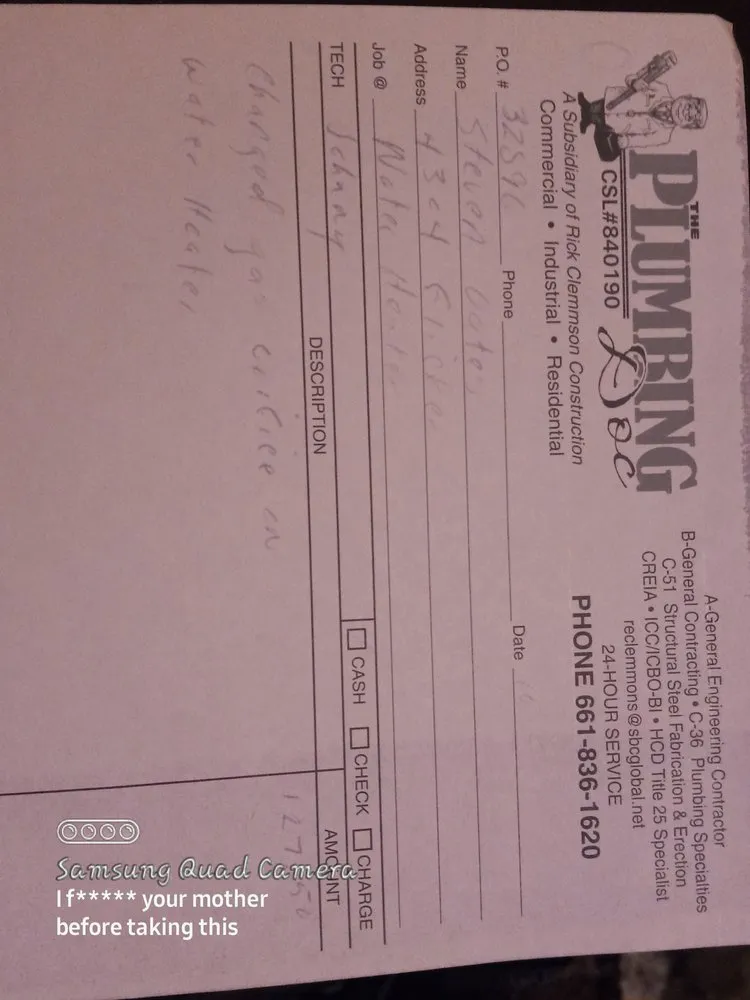 THE
PLUMBING
Doc
CSL#840190
A Subsidiary of Rick Clemmson Construction
Commercial • Industrial • Residential
A-General Engineering Contractor
B-General Contracting • C-36 Plumbing Specialties
C-51 Structural Steel Fabrication & Erection
CREIA • ICC/ICBO-BI • HCD Title 25 Specialist
reclemmons@sbcglobal.net
24-HOUR SERVICE
PHONE 661-836-1620
P.O. # 32596 Phone Date
Name Steven
Address 4304
Job @ Water Heater
CASH CHECK CHARGE
TECH Johnny DESCRIPTION AMOUNT
Changed gas orifice on
Water Heater
Samsung Quad Camera
I f***** your mother
before taking this